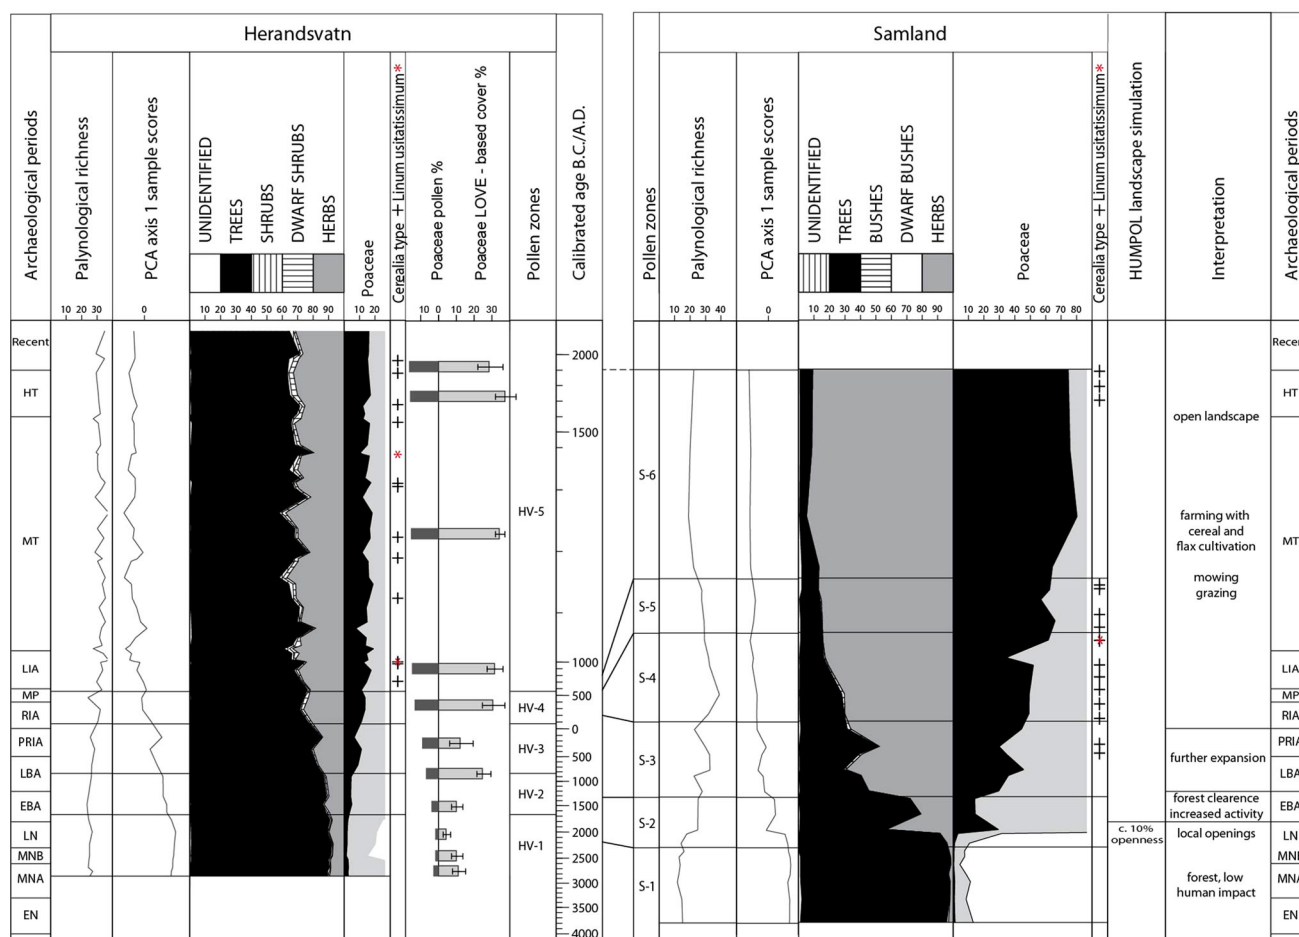 Herandsvatn
Archaeological periods
Palynological richness
PCA axis 1 sample scores
UNIDENTIFIED
TREES
SHRUBS
DWARF SHRUBS
HERBS
Poaceae
Cerealia type + Linum usitatissimum*
Poaceae pollen %
Poaceae LOVE - based cover %
Pollen zones
Calibrated age B.C./A.D.
10 20 30
0
10 20 30 40 50 60 70 80 90
10 20
10 0 10 20 30
Recent
HT
MT
LIA
MP
RIA
PRIA
LBA
EBA
LN
MNB
MNA
EN
HV-5
HV-4
HV-3
HV-2
HV-1
2000
1500
1000
500
0
500
1000
1500
2000
2500
3000
3500
4000
Samland
Pollen zones
Palynological richness
PCA axis 1 sample scores
UNIDENTIFIED
TREES
BUSHES
DWARF BUSHES
HERBS
Poaceae
Cerealia type + Linum usitatissimum*
HUMPOL landscape simulation
Interpretation
Archaeological periods
10 20 30 40
0
10 20 30 40 50 60 70 80 90
10 20 30 40 50 60 70 80
S-6
S-5
S-4
S-3
S-2
S-1
c. 10%
openness
open landscape
farming with
cereal and
flax cultivation
mowing
grazing
further expansion
forest clearence
increased activity
local openings
forest, low
human impact
Recen
HT
MT
LIA
MP
RIA
PRIA
LBA
EBA
LN
MNB
MNA
EN